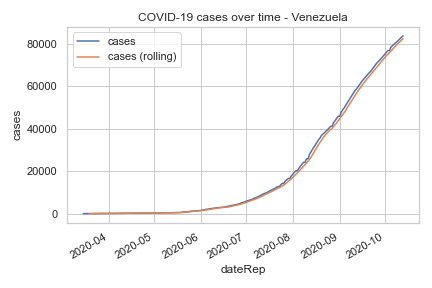 COVID-19 cases over time - Venezuela
cases
cases (rolling)
cases
80000
60000
40000
20000
0
2020-04
2020-05
2020-06
2020-07
2020-08
2020-09
2020-10
dateRep